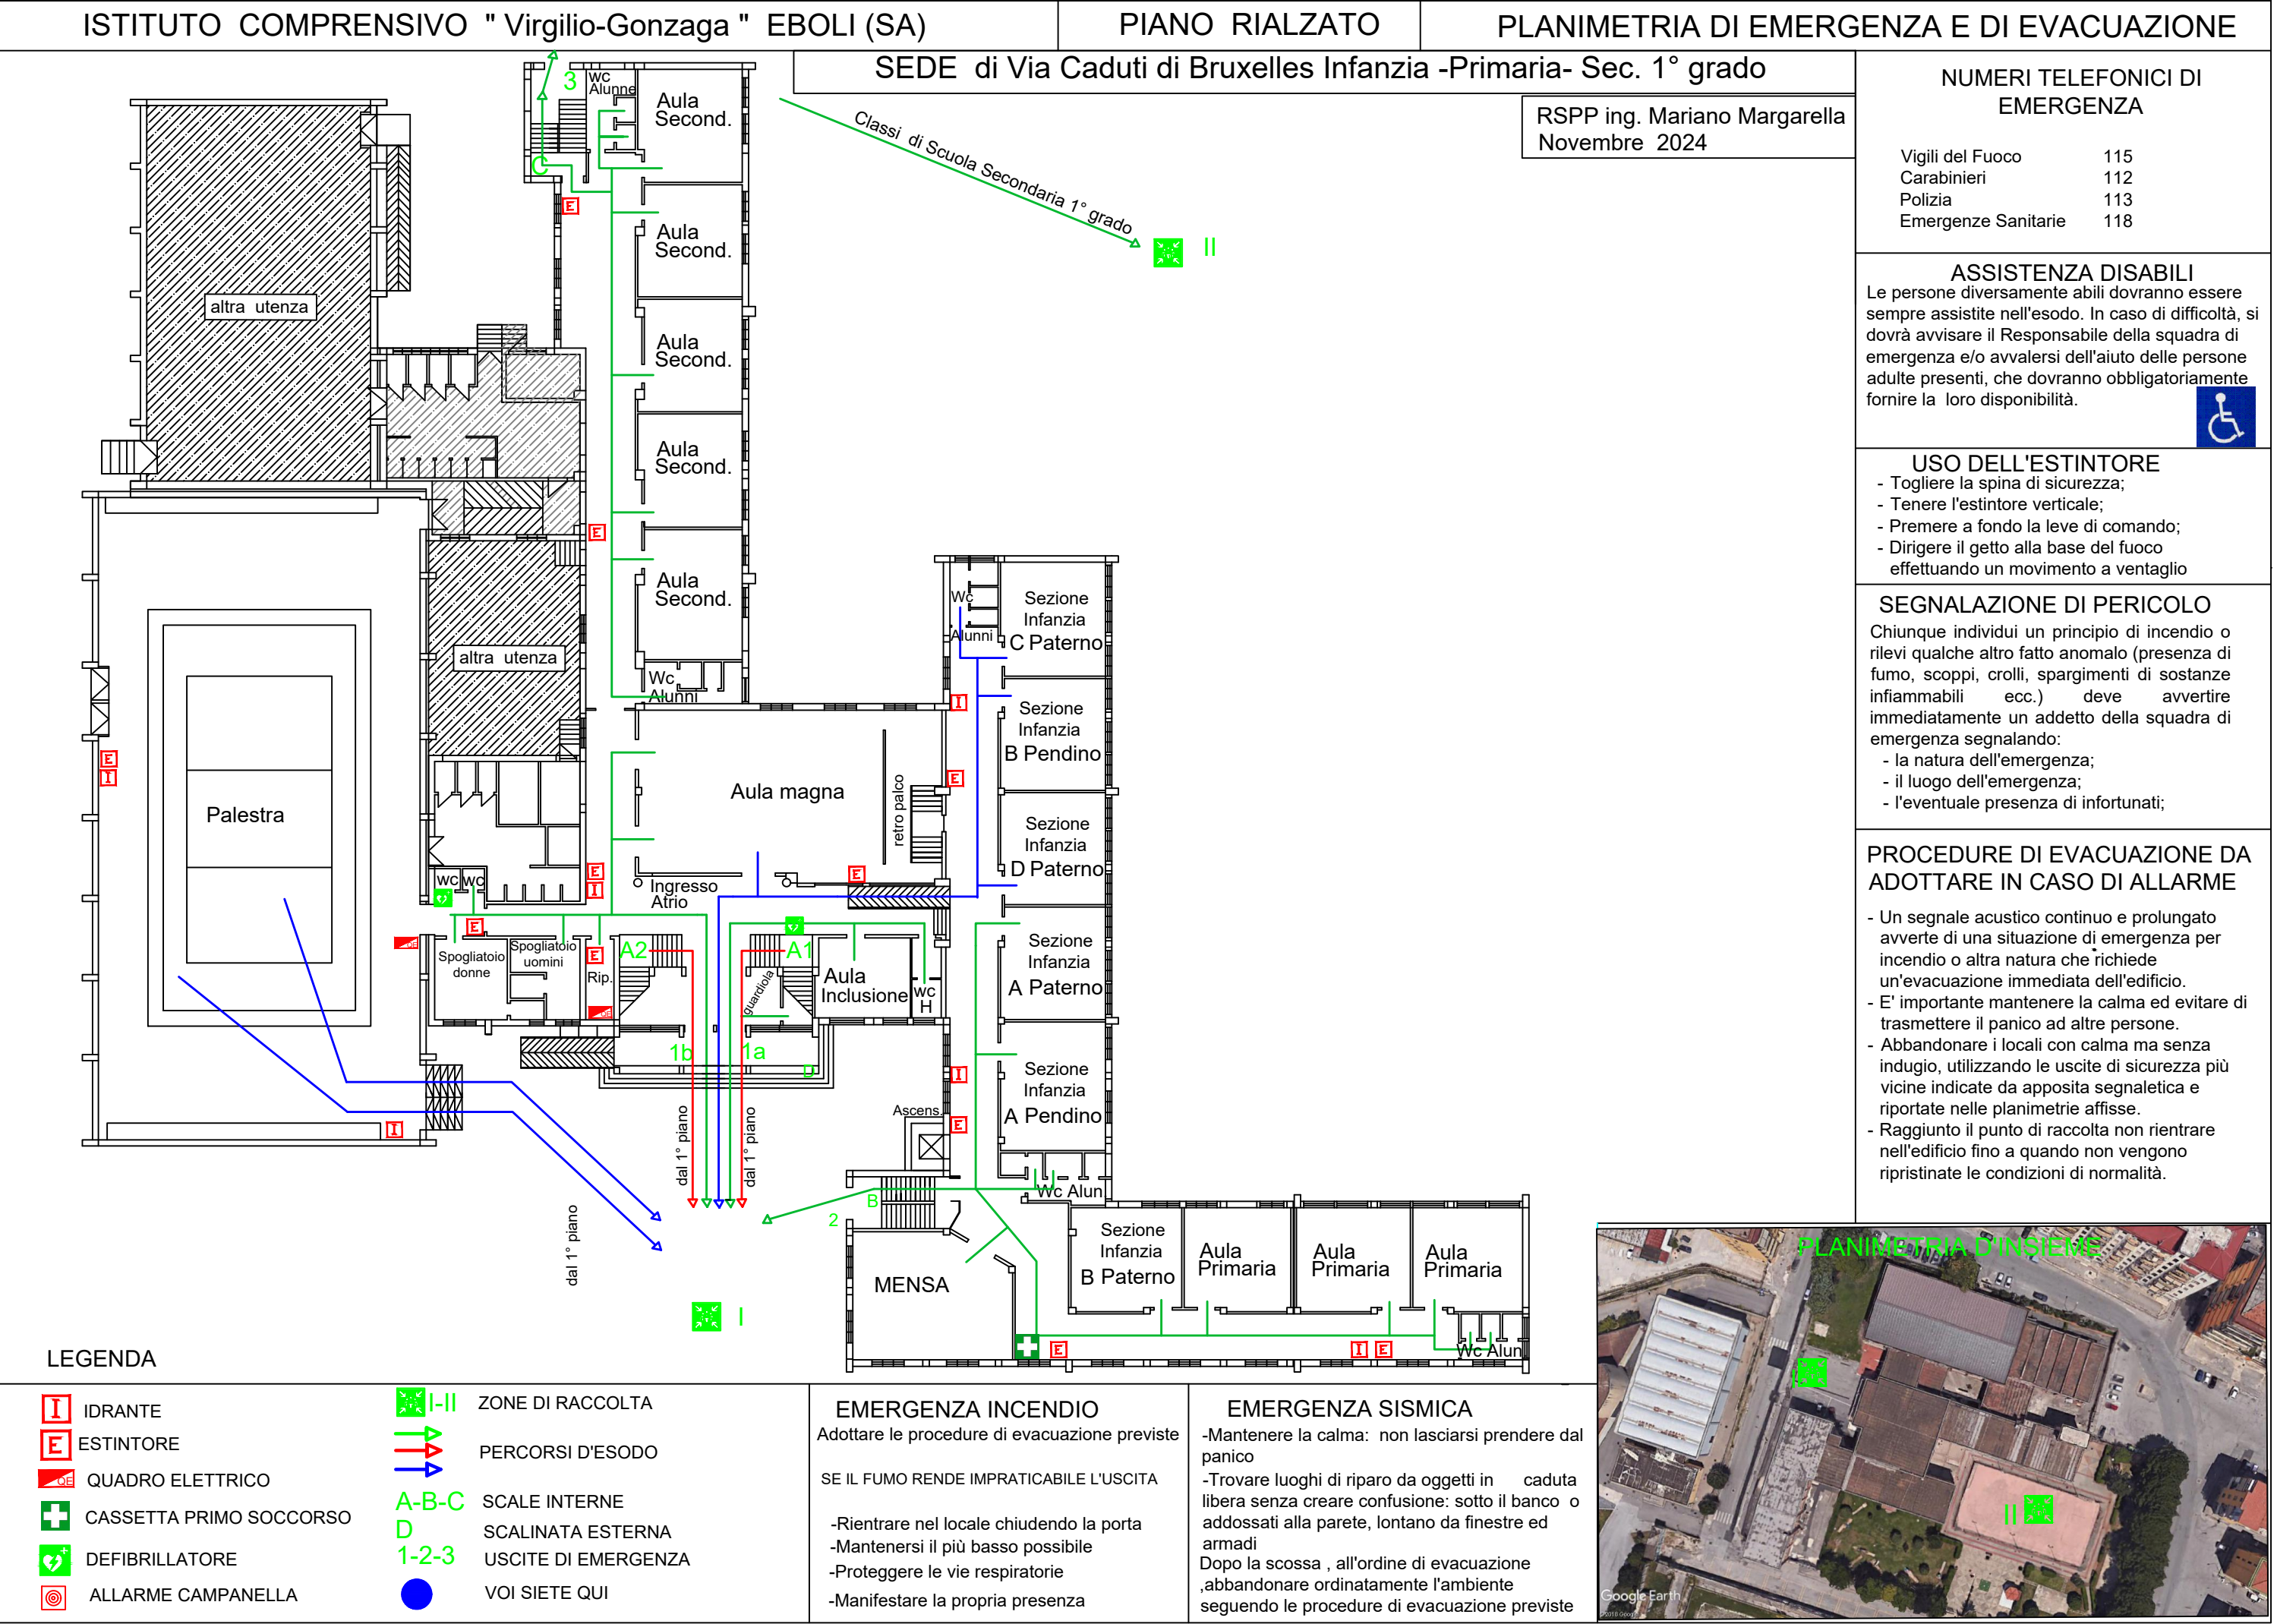 ISTITUTO COMPRENSIVO " Virgilio-Gonzaga " EBOLI (SA)
PIANO RIALZATO
PLANIMETRIA DI EMERGENZA E DI EVACUAZIONE
SEDE di Via Caduti di Bruxelles Infanzia -Primaria- Sec. 1° grado
RSPP ing. Mariano Margarella
Novembre 2024
NUMERI TELEFONICI DI
EMERGENZA
Vigili del Fuoco 115
Carabinieri 112
Polizia 113
Emergenze Sanitarie 118
ASSISTENZA DISABILI
Le persone diversamente abili dovranno essere
sempre assistite nell'esodo. In caso di difficoltà, si
dovrà avvisare il Responsabile della squadra di
emergenza e/o avvalersi dell'aiuto delle persone
adulte presenti, che dovranno obbligatoriamente
fornire la loro disponibilità.
USO DELL'ESTINTORE
- Togliere la spina di sicurezza;
- Tenere l'estintore verticale;
- Premere a fondo la leve di comando;
- Dirigere il getto alla base del fuoco
effettuando un movimento a ventaglio
SEGNALAZIONE DI PERICOLO
Chiunque individui un principio di incendio o
rilevi qualche altro fatto anomalo (presenza di
fumo, scoppi, crolli, spargimenti di sostanze
infiammabili ecc.) deve avvertire
immediatamente un addetto della squadra di
emergenza segnalando:
- la natura dell'emergenza;
- il luogo dell'emergenza;
- l'eventuale presenza di infortunati;
PROCEDURE DI EVACUAZIONE DA
ADOTTARE IN CASO DI ALLARME
- Un segnale acustico continuo e prolungato
avverte di una situazione di emergenza per
incendio o altra natura che richiede
un'evacuazione immediata dell'edificio.
- E' importante mantenere la calma ed evitare di
trasmettere il panico ad altre persone.
- Abbandonare i locali con calma ma senza
indugio, utilizzando le uscite di sicurezza più
vicine indicate da apposita segnaletica e
riportate nelle planimetrie affisse.
- Raggiunto il punto di raccolta non rientrare
nell'edificio fino a quando non vengono
ripristinate le condizioni di normalità.
3
wc
Alunne
C
E
Aula
Second.
Classi di Scuola Secondaria 1° grado
II
Aula
Second.
altra utenza
Aula
Second.
Aula
Second.
E
Aula
Second.
altra utenza
Wc
Alunni
Wc
Alunni
Sezione
Infanzia
C Paterno
I
Sezione
Infanzia
B Pendino
E
Sezione
Infanzia
D Paterno
E
I
Palestra
Aula magna
retro palco
E
E
I
Ingresso
Atrio
wc
wc
E
QE
Spogliatoio
donne
Spogliatoio
uomini
E
Rip.
QE
A2
A1
guardiola
Aula
Inclusione
wc
H
Sezione
Infanzia
A Paterno
1b
1a
D
I
Sezione
Infanzia
A Pendino
Ascens.
E
I
dal 1° piano
dal 1° piano
dal 1° piano
B
2
Wc Alun
MENSA
Sezione
Infanzia
B Paterno
Aula
Primaria
Aula
Primaria
Aula
Primaria
E
I
E
Wc Alun
I
PLANIMETRIA D'INSIEME
I
II
Google Earth
LEGENDA
I IDRANTE
E ESTINTORE
QE QUADRO ELETTRICO
CASSETTA PRIMO SOCCORSO
DEFIBRILLATORE
ALLARME CAMPANELLA
I-II ZONE DI RACCOLTA
PERCORSI D'ESODO
A-B-C SCALE INTERNE
D SCALINATA ESTERNA
1-2-3 USCITE DI EMERGENZA
VOI SIETE QUI
EMERGENZA INCENDIO
Adottare le procedure di evacuazione previste
SE IL FUMO RENDE IMPRATICABILE L'USCITA
-Rientrare nel locale chiudendo la porta
-Mantenersi il più basso possibile
-Proteggere le vie respiratorie
-Manifestare la propria presenza
EMERGENZA SISMICA
-Mantenere la calma: non lasciarsi prendere dal
panico
-Trovare luoghi di riparo da oggetti in caduta
libera senza creare confusione: sotto il banco o
addossati alla parete, lontano da finestre ed
armadi
Dopo la scossa , all'ordine di evacuazione
,abbandonare ordinatamente l'ambiente
seguendo le procedure di evacuazione previste